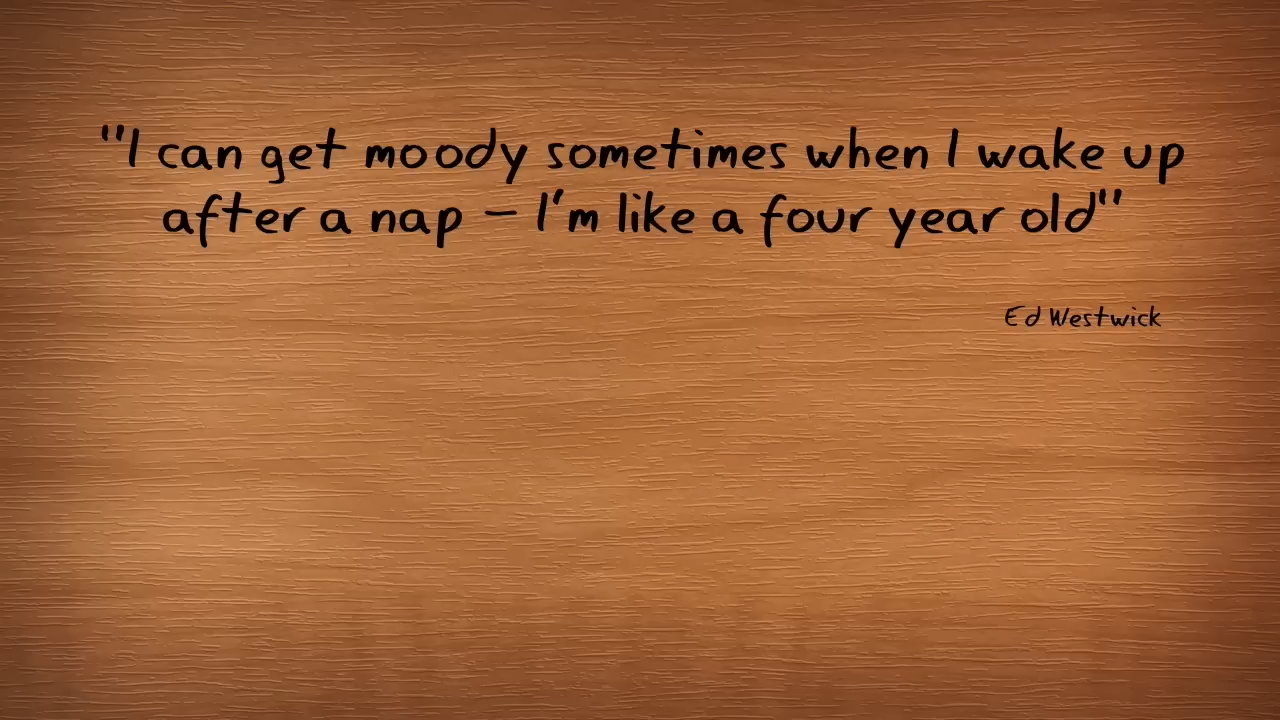 "I can get moody sometimes when I wake up
after a nap – I'm like a four year old"
Ed Westwick